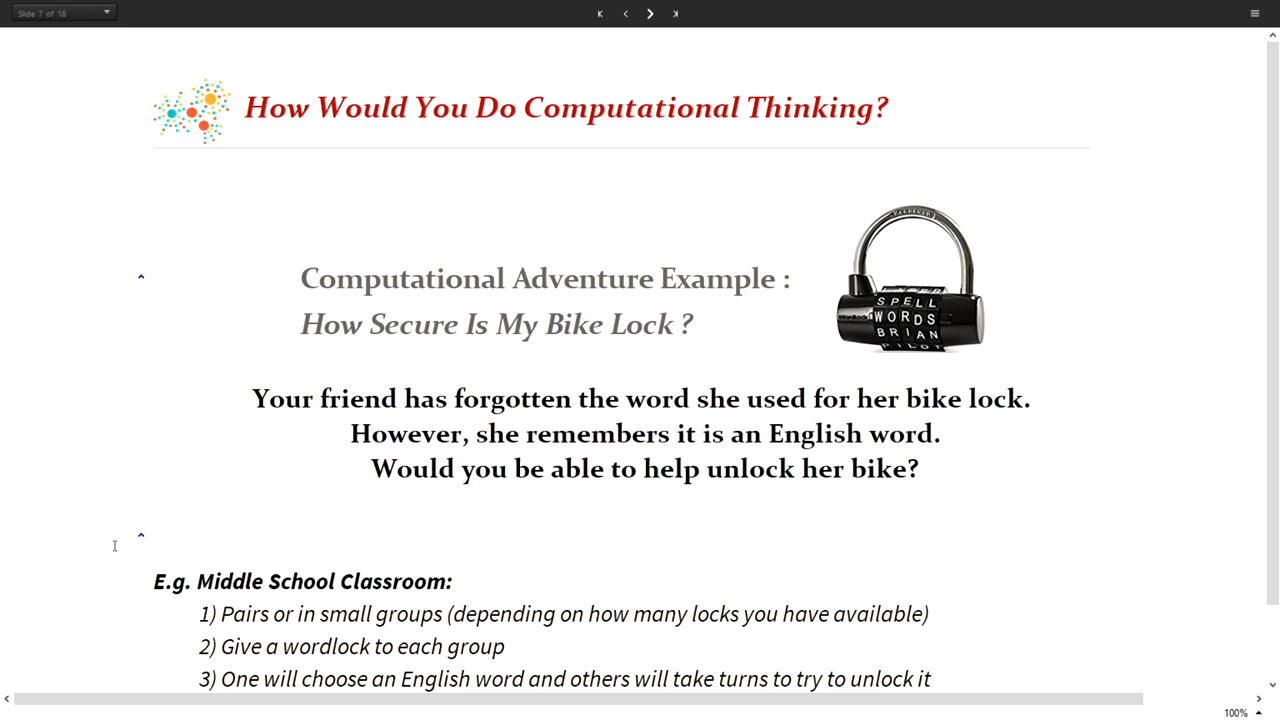 Slide 7 of 18
How Would You Do Computational Thinking?
HARDENED
Computational Adventure Example :
How Secure Is My Bike Lock ?
SPELL
WordLock
WORDS
BRIAN
PILOT
Your friend has forgotten the word she used for her bike lock.
However, she remembers it is an English word.
Would you be able to help unlock her bike?
E.g. Middle School Classroom:
1) Pairs or in small groups (depending on how many locks you have available)
2) Give a wordlock to each group
3) One will choose an English word and others will take turns to try to unlock it
100%